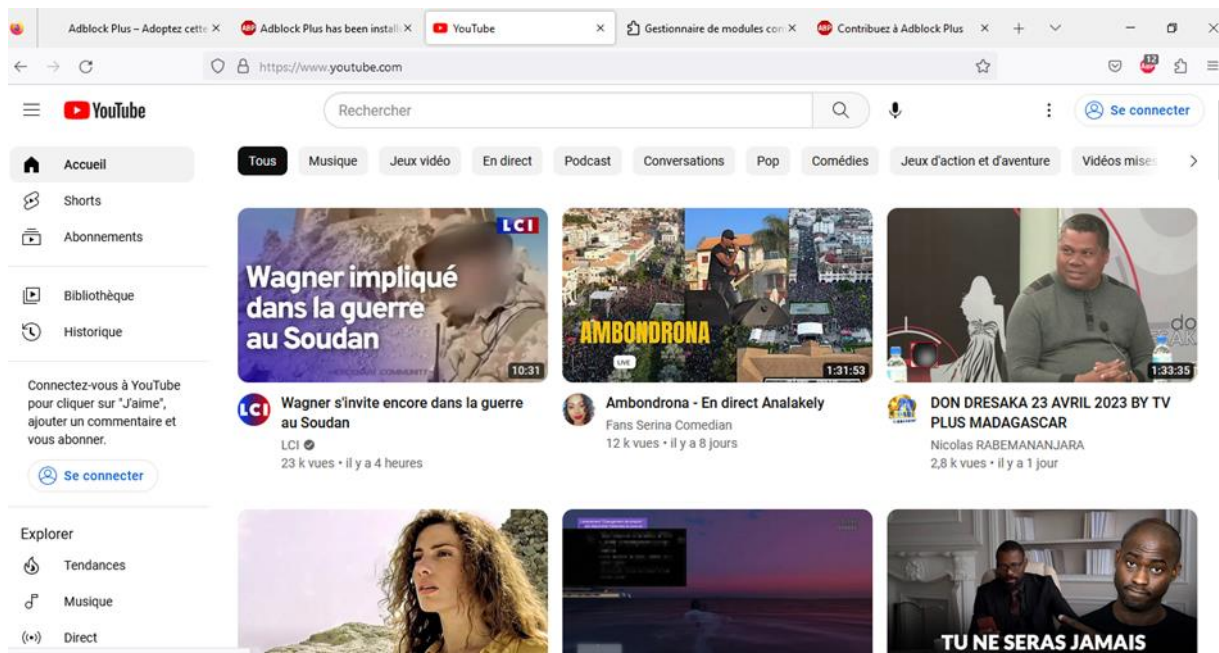 Adblock Plus – Adoptez cette
Adblock Plus has been install
YouTube
Gestionnaire de modules con
Contribuez à Adblock Plus
https://www.youtube.com
12
ABP
YouTube
Rechercher
Se connecter
Accueil
Tous
Musique
Jeux vidéo
En direct
Podcast
Conversations
Pop
Comédies
Jeux d'action et d'aventure
Vidéos mises
Shorts
Abonnements
Bibliothèque
Historique
Connectez-vous à YouTube
pour cliquer sur "J'aime",
ajouter un commentaire et
vous abonner.
Se connecter
Explorer
Tendances
Musique
Direct
LCI
Wagner impliqué
dans la guerre
au Soudan
10:31
AMBONDRONA
LIVE
1:31:53
1:33:35
LCI
Wagner s'invite encore dans la guerre
au Soudan
LCI
23 k vues • il y a 4 heures
Ambondrona - En direct Analakely
Fans Serina Comedian
12 k vues • il y a 8 jours
DON DRESAKA 23 AVRIL 2023 BY TV
PLUS MADAGASCAR
Nicolas RABEMANANJARA
2,8 k vues • il y a 1 jour
TU NE SERAS JAMAIS